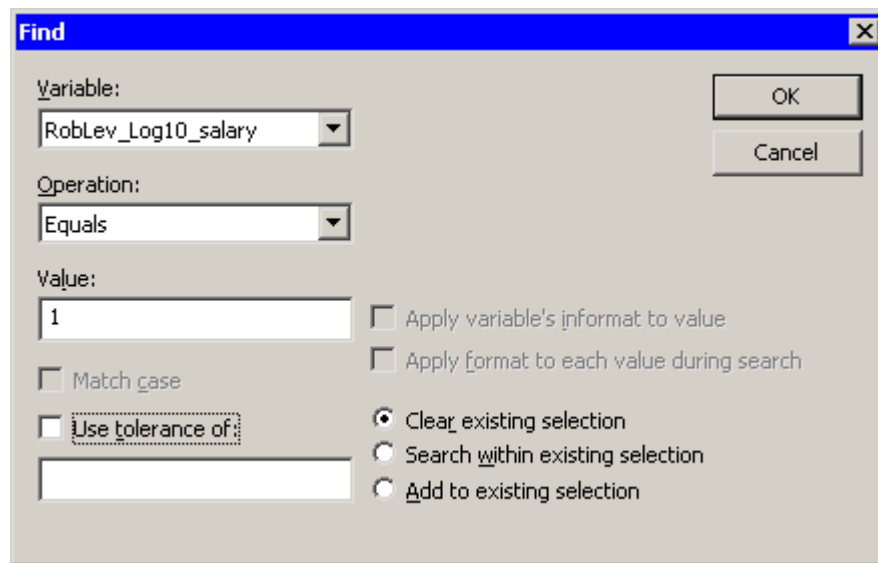 Find
Variable:
OK
RobLev_Log10_salary
Cancel
Operation:
Equals
Value:
1
Apply variable's informat to value
Apply format to each value during search
Match case
Use tolerance of:
Clear existing selection
Search within existing selection
Add to existing selection